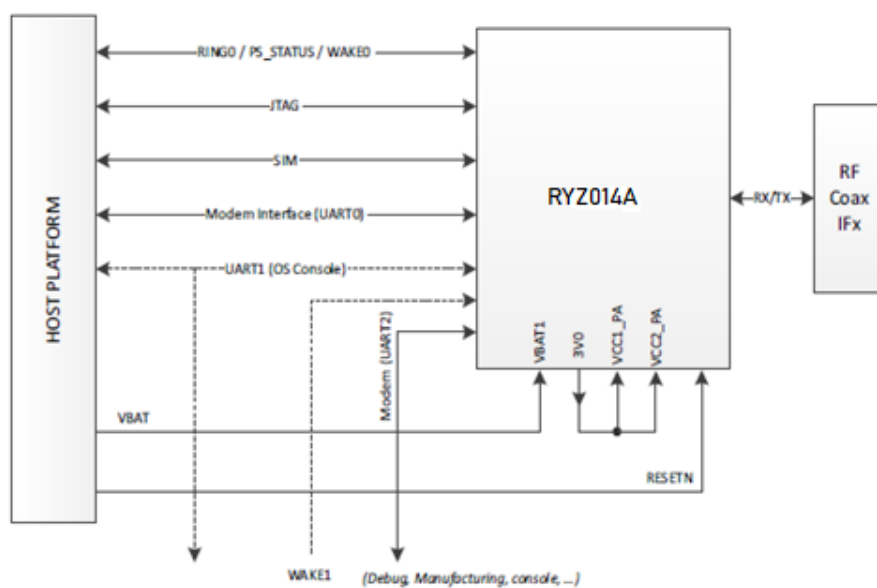 RING0 / PS_STATUS / WAKE0
JTAG
SIM
Modem Interface (UART0)
UART1 (OS Console)
HOST PLATFORM
RYZ014A
RX/TX
RF
Coax
IFx
VBAT1
3V0
VCC1_PA
VCC2_PA
Modem (UART2)
VBAT
RESETN
WAKE1
(Debug, Manufacturing, console, ...)